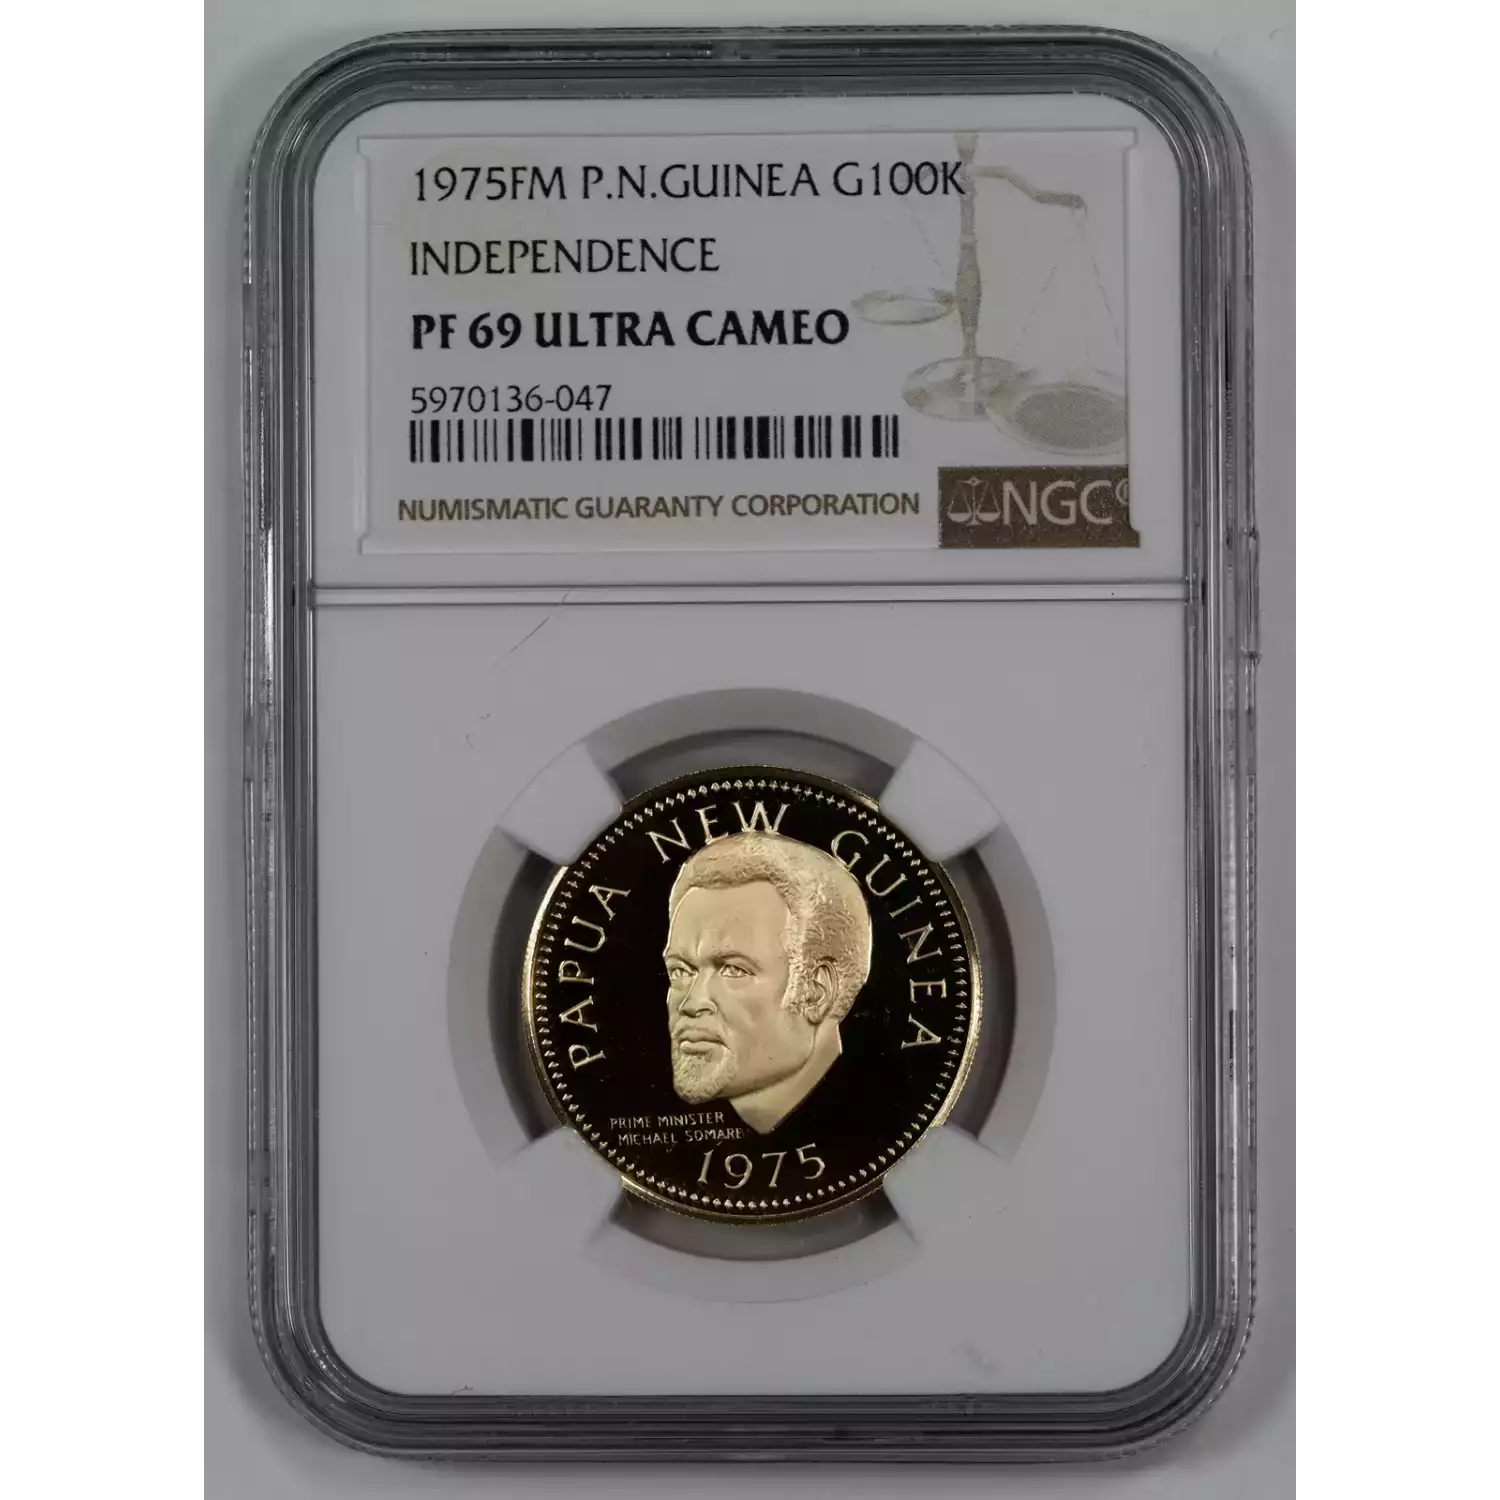 1975FM P.N.GUINEA G100K
INDEPENDENCE
PF 69 ULTRA CAMEO
5970136-047
NUMISMATIC GUARANTY CORPORATION
NGC
PAPUA NEW GUINEA
PRIME MINISTER
MICHAEL SOMARE
1975